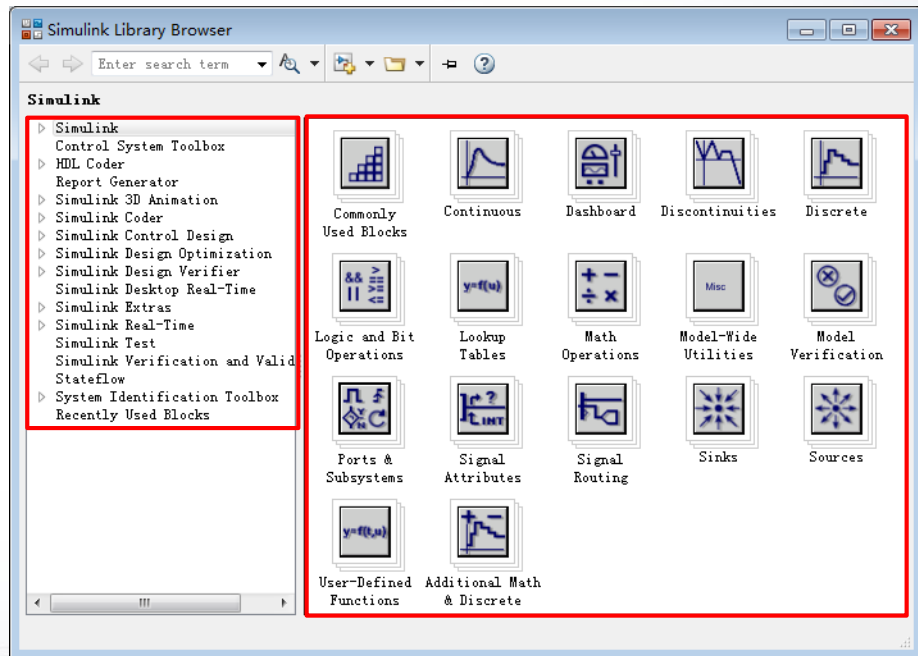 Simulink Library Browser
Enter search term
Simulink
Simulink
Control System Toolbox
HDL Coder
Report Generator
Simulink 3D Animation
Simulink Coder
Simulink Control Design
Simulink Design Optimization
Simulink Design Verifier
Simulink Desktop Real-Time
Simulink Extras
Simulink Real-Time
Simulink Test
Simulink Verification and Valid
Stateflow
System Identification Toolbox
Recently Used Blocks
Commonly
Used Blocks
Continuous
Dashboard
Discontinuities
Discrete
&& >
== 
|| >=
<=
Logic and Bit
Operations
y=f(u)
Lookup
Tables
+ −
÷ ×
Math
Operations
Misc
Model-Wide
Utilities
Model
Verification
Y
N
Ports &
Subsystems
?
INT
Signal
Attributes
Signal
Routing
Sinks
Sources
y=f(t,u)
User-Defined
Functions
+ −
Additional Math
& Discrete